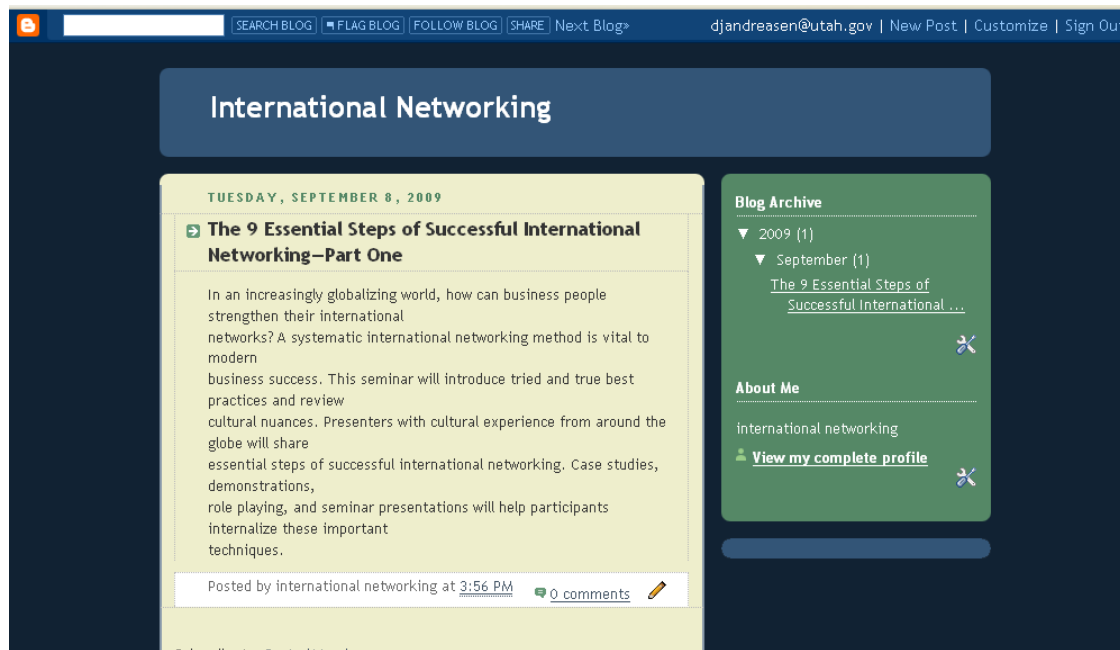 SEARCH BLOG FLAG BLOG FOLLOW BLOG SHARE Next Blog» djandreasen@utah.gov | New Post | Customize | Sign Ou
International Networking
TUESDAY, SEPTEMBER 8, 2009
The 9 Essential Steps of Successful International
Networking—Part One
In an increasingly globalizing world, how can business people
strengthen their international
networks? A systematic international networking method is vital to
modern
business success. This seminar will introduce tried and true best
practices and review
cultural nuances. Presenters with cultural experience from around the
globe will share
essential steps of successful international networking. Case studies,
demonstrations,
role playing, and seminar presentations will help participants
internalize these important
techniques.
Posted by international networking at 3:56 PM 0 comments
Blog Archive
▼ 2009 (1)
▼ September (1)
The 9 Essential Steps of
Successful International ...
About Me
international networking
View my complete profile